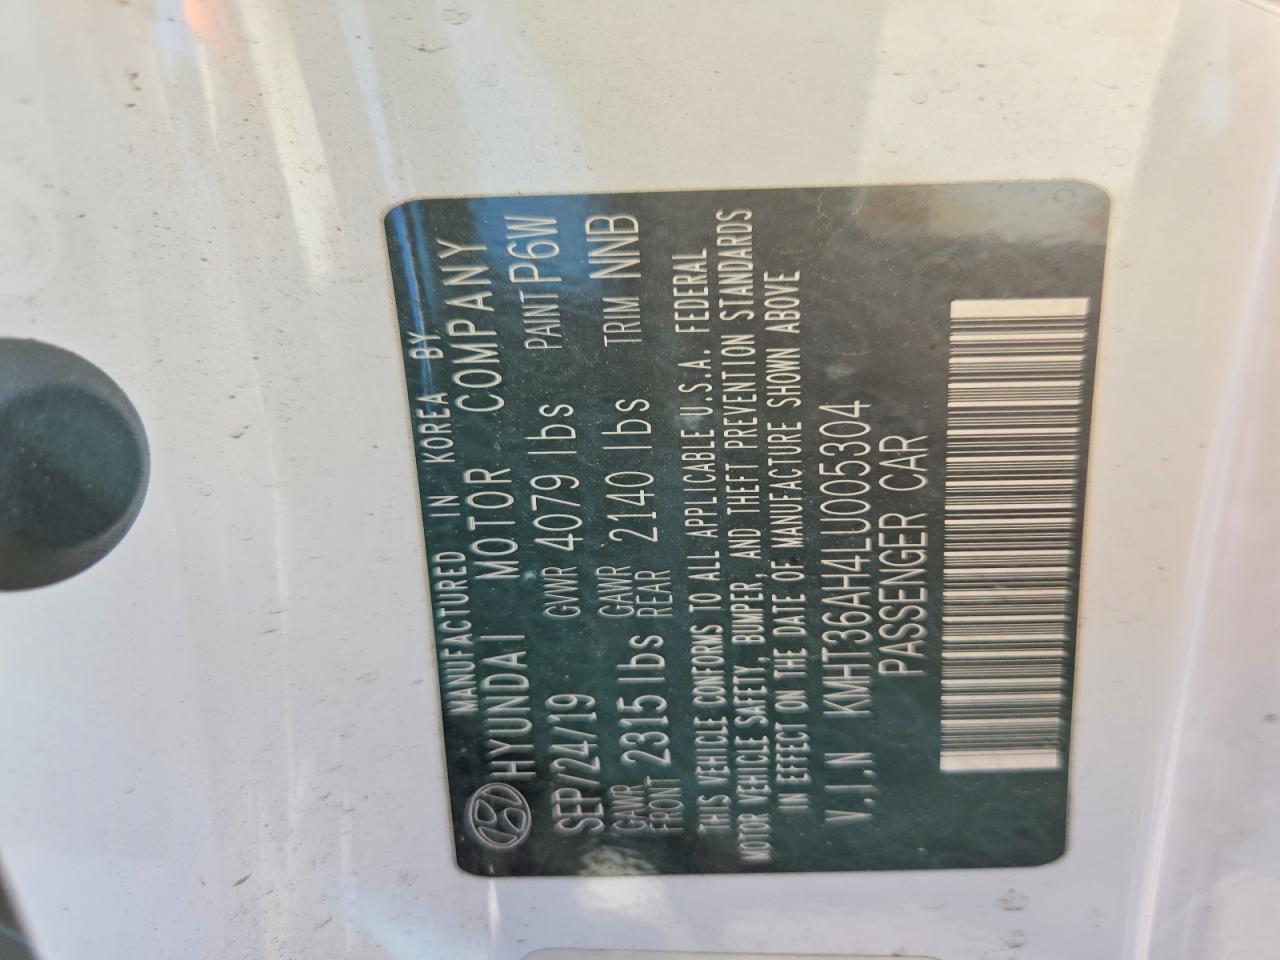 MANUFACTURED IN KOREA BY
HYUNDAI MOTOR COMPANY
SEP/24/19 GVWR 4079 lbs PAINT P6W
GAWR FRONT 2315 lbs GAWR REAR 2140 lbs TRIM NNB
THIS VEHICLE CONFORMS TO ALL APPLICABLE U.S.A. FEDERAL
MOTOR VEHICLE SAFETY, BUMPER, AND THEFT PREVENTION STANDARDS
IN EFFECT ON THE DATE OF MANUFACTURE SHOWN ABOVE
V.I.N KMHT36AH4LU005304
PASSENGER CAR